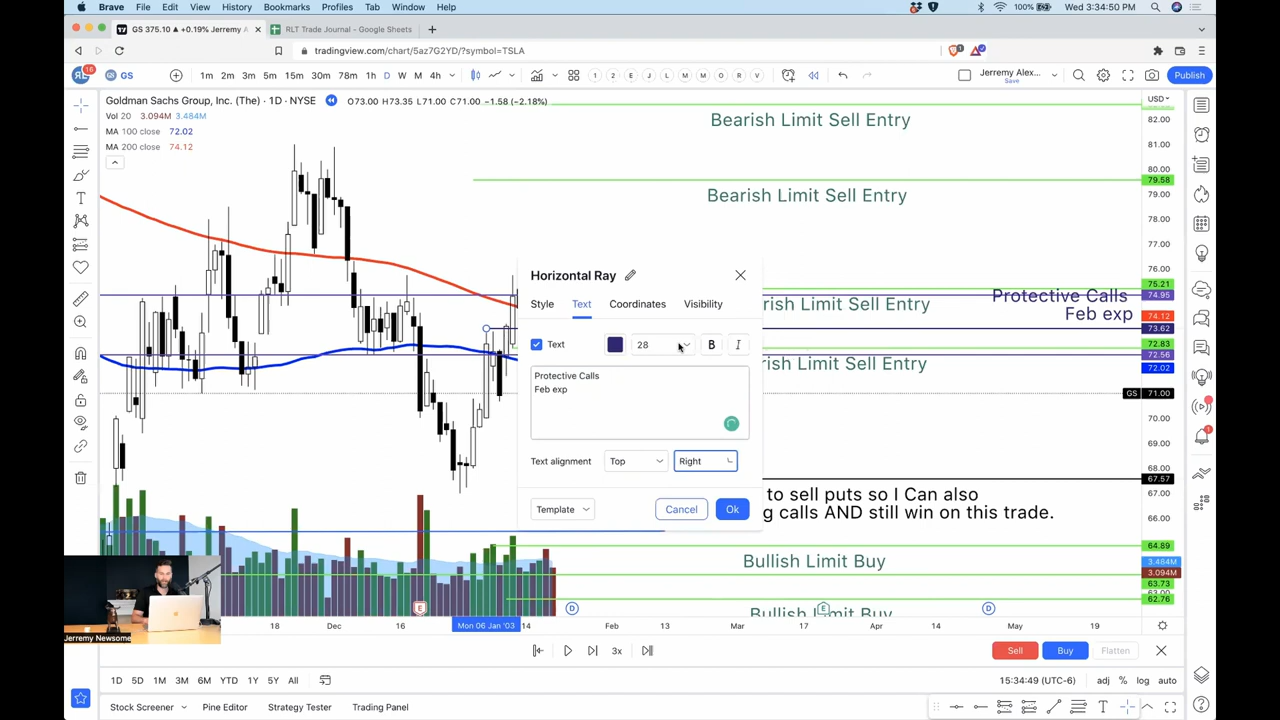 Brave File Edit View History Bookmarks Profiles Tab Window Help 100% Wed 3:34:50 PM
GS 375.10 ▲ +0.19% Jerremy A RLT Trade Journal - Google Sheets
tradingview.com/chart/5az7G2YD/?symbol=TSLA
16 GS 1m 2m 3m 5m 15m 30m 78m 1h D W M 4h 1 2 E J L M M O R V Jerremy Alex... Save Publish
Goldman Sachs Group, Inc. (The) · 1D · NYSE O73.00 H73.35 L71.00 C71.00 −1.58 (−2.18%) USD
Vol 20 3.094M 3.484M
MA 100 close 72.02
MA 200 close 74.12
Bearish Limit Sell Entry
Bearish Limit Sell Entry
82.00
81.00
80.00
79.58
79.00
78.00
77.00
76.00
75.21
74.95
74.12
73.62
72.83
72.56
72.02
GS 71.00
70.00
69.00
68.00
67.57
67.00
66.00
64.89
3.484M
3.094M
63.73
63.00
62.76
Protective Calls
Feb exp
rish Limit Sell Entry
rish Limit Sell Entry
Horizontal Ray
Style Text Coordinates Visibility
Text 28 B I
Protective Calls
Feb exp
Text alignment Top Right
Template Cancel Ok
to sell puts so I Can also
g calls AND still win on this trade.
Bullish Limit Buy
Bullish Limit Buy
E D E D
Jerremy Newsome
18 Dec 16 Mon 06 Jan '03 14 Feb 13 Mar 17 Apr 14 May 19
3x Sell Buy Flatten
1D 5D 1M 3M 6M YTD 1Y 5Y All 15:34:49 (UTC-6) adj % log auto
Stock Screener Pine Editor Strategy Tester Trading Panel